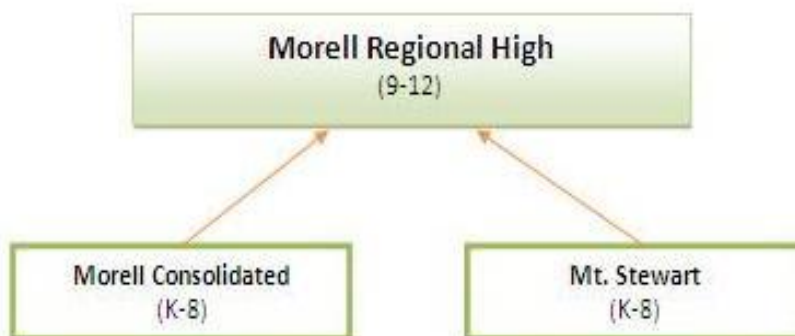 Morell Regional High
(9-12)
Morell Consolidated
(K-8)
Mt. Stewart
(K-8)